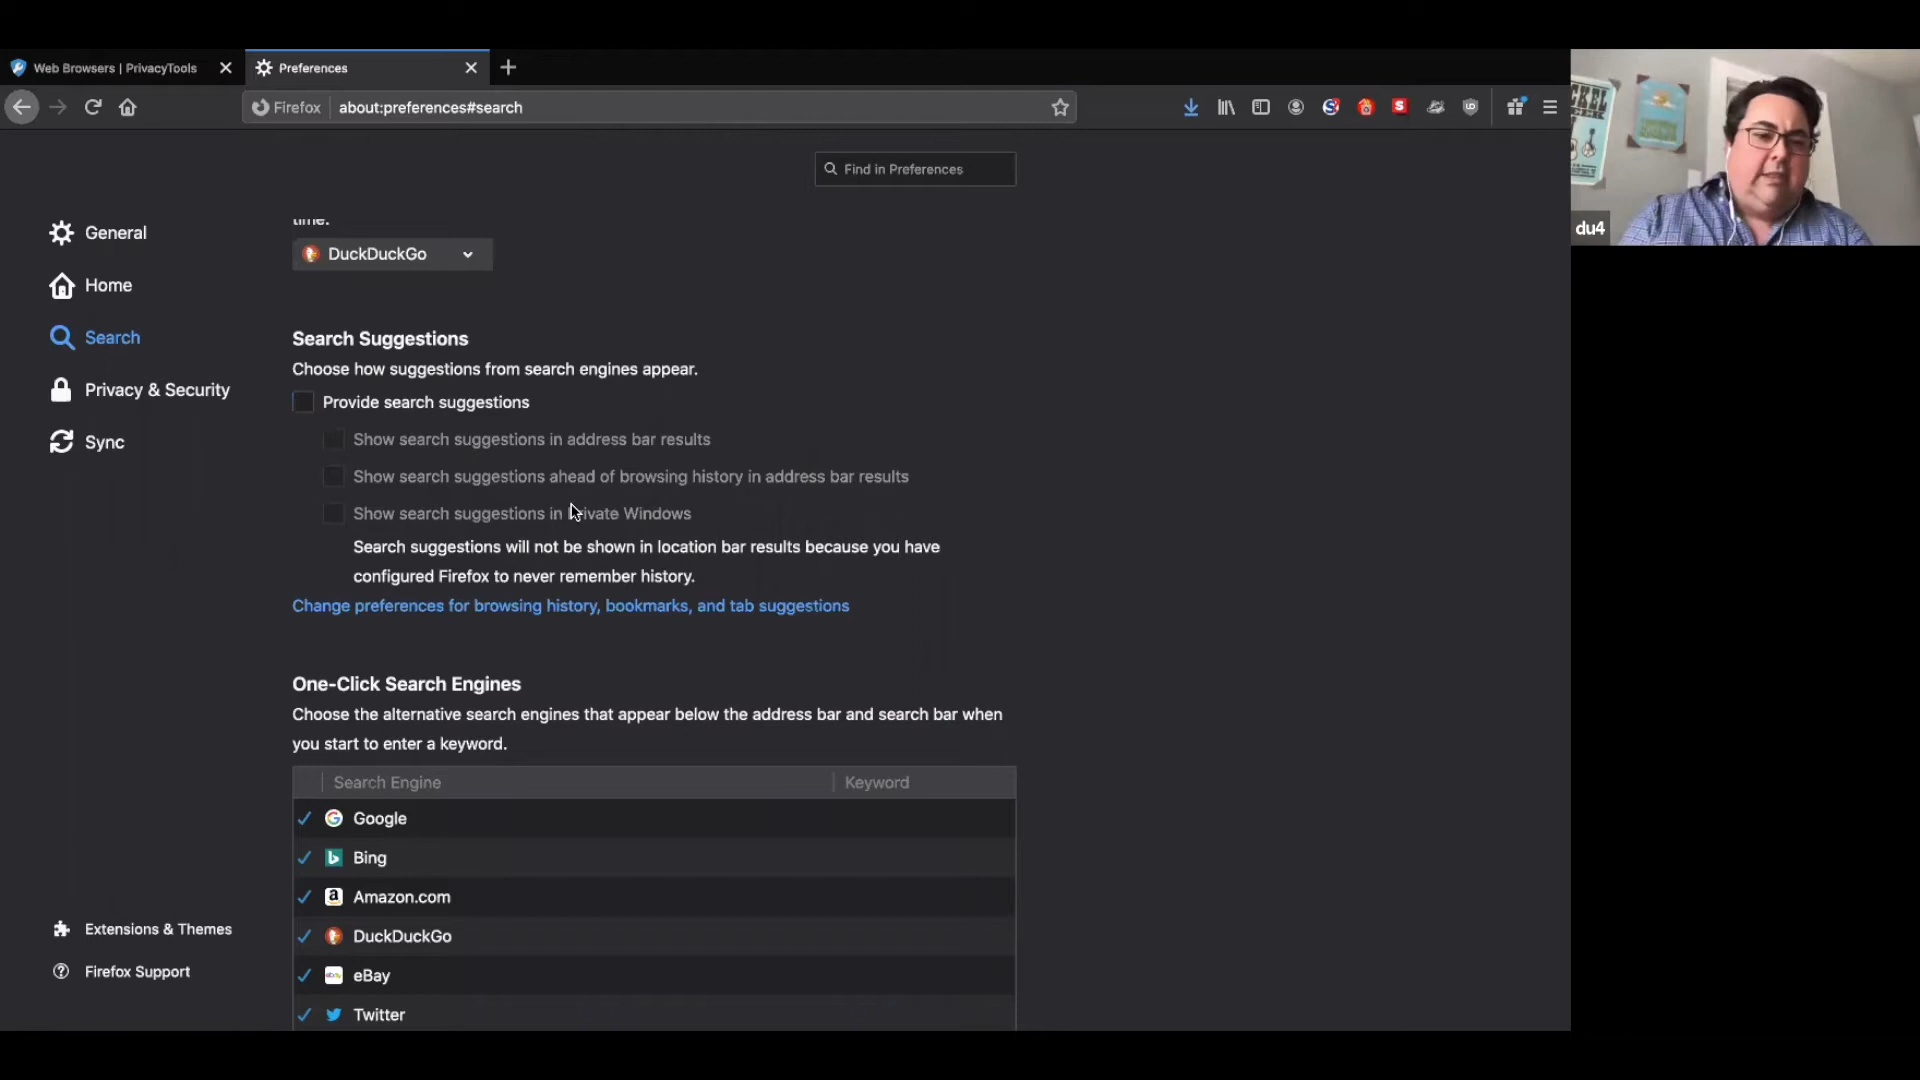 Web Browsers | PrivacyTools
Preferences
Firefox
about:preferences#search
Find in Preferences
du4
General
Home
Search
Privacy & Security
Sync
Extensions & Themes
Firefox Support
time.
DuckDuckGo
Search Suggestions
Choose how suggestions from search engines appear.
Provide search suggestions
Show search suggestions in address bar results
Show search suggestions ahead of browsing history in address bar results
Show search suggestions in Private Windows
Search suggestions will not be shown in location bar results because you have
configured Firefox to never remember history.
Change preferences for browsing history, bookmarks, and tab suggestions
One-Click Search Engines
Choose the alternative search engines that appear below the address bar and search bar when
you start to enter a keyword.
Search Engine Keyword
Google
Bing
Amazon.com
DuckDuckGo
eBay
Twitter